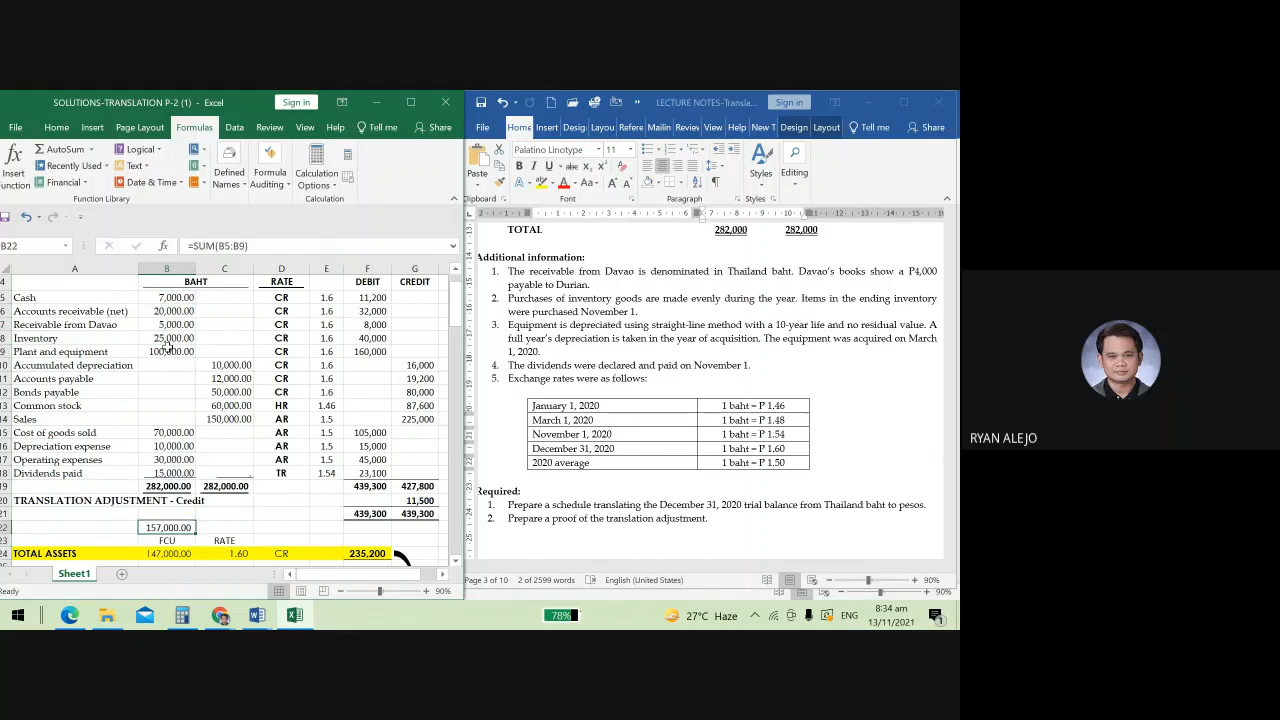 SOLUTIONS-TRANSLATION P-2 (1) - Excel
Sign in
File Home Insert Page Layout Formulas Data Review View Help Tell me Share
fx
Insert
Function
AutoSum
Recently Used
Financial
Logical
Text
Date & Time
Defined
Names
Formula
Auditing
Calculation
Options
Function Library
Calculation
B22
fx
=SUM(B5:B9)
A B C D E F G
4 BAHT RATE DEBIT CREDIT
5 Cash 7,000.00 CR 1.6 11,200
6 Accounts receivable (net) 20,000.00 CR 1.6 32,000
7 Receivable from Davao 5,000.00 CR 1.6 8,000
8 Inventory 25,000.00 CR 1.6 40,000
9 Plant and equipment 100,000.00 CR 1.6 160,000
10 Accumulated depreciation 10,000.00 CR 1.6 16,000
11 Accounts payable 12,000.00 CR 1.6 19,200
12 Bonds payable 50,000.00 CR 1.6 80,000
13 Common stock 60,000.00 HR 1.46 87,600
14 Sales 150,000.00 AR 1.5 225,000
15 Cost of goods sold 70,000.00 AR 1.5 105,000
16 Depreciation expense 10,000.00 AR 1.5 15,000
17 Operating expenses 30,000.00 AR 1.5 45,000
18 Dividends paid 15,000.00 TR 1.54 23,100
19 282,000.00 282,000.00 439,300 427,800
20 TRANSLATION ADJUSTMENT - Credit 11,500
21 439,300 439,300
22 157,000.00
23 FCU RATE
24 TOTAL ASSETS 147,000.00 1.60 CR 235,200
Sheet1
Ready
90%
LECTURE NOTES-Transla...
Sign in
File Home Insert Desig Layou Refere Mailin Review View Help New T Design Layout Tell me Share
Paste
Palatino Linotype 11
B I U abc X₂ X²
A A Aa A A
Styles
Editing
Clipboard Font Paragraph Styles
TOTAL 282,000 282,000
Additional information:
1. The receivable from Davao is denominated in Thailand baht. Davao's books show a P4,000
payable to Durian.
2. Purchases of inventory goods are made evenly during the year. Items in the ending inventory
were purchased November 1.
3. Equipment is depreciated using straight-line method with a 10-year life and no residual value. A
full year's depreciation is taken in the year of acquisition. The equipment was acquired on March
1, 2020.
4. The dividends were declared and paid on November 1.
5. Exchange rates were as follows:
January 1, 2020 1 baht = P 1.46
March 1, 2020 1 baht = P 1.48
November 1, 2020 1 baht = P 1.54
December 31, 2020 1 baht = P 1.60
2020 average 1 baht = P 1.50
Required:
1. Prepare a schedule translating the December 31, 2020 trial balance from Thailand baht to pesos.
2. Prepare a proof of the translation adjustment.
Page 3 of 10 2 of 2599 words English (United States) 90%
90%
78%
27°C Haze
ENG
8:34 am
13/11/2021
1
RYAN ALEJO